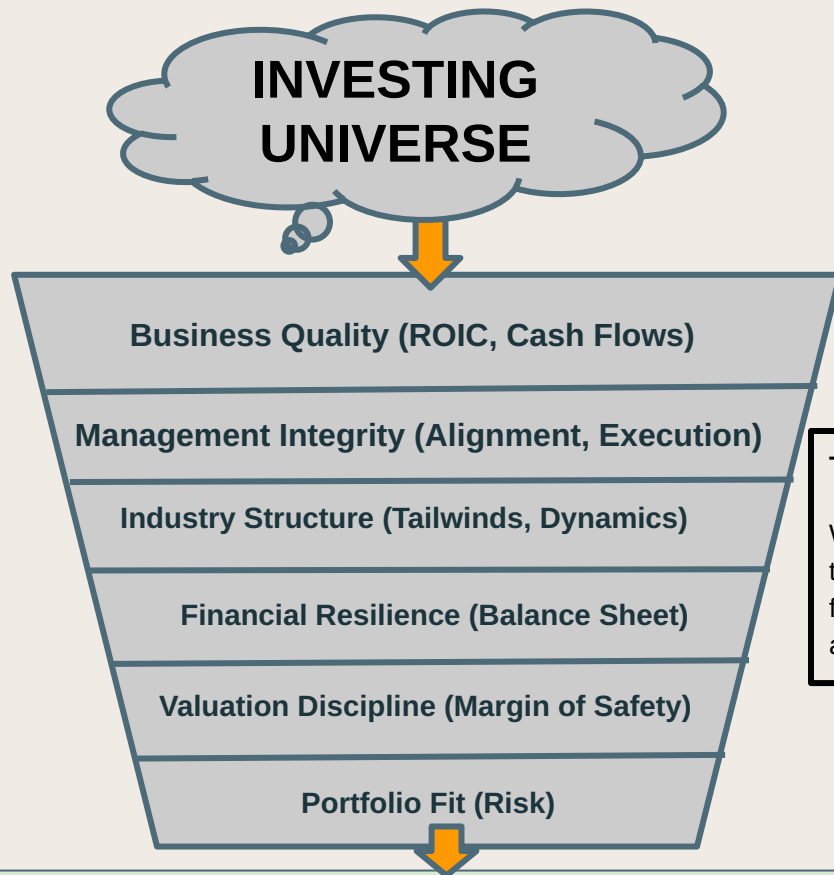 INVESTING
UNIVERSE
Business Quality (ROIC, Cash Flows)
Management Integrity (Alignment, Execution)
Industry Structure (Tailwinds, Dynamics)
Financial Resilience (Balance Sheet)
Valuation Discipline (Margin of Safety)
Portfolio Fit (Risk)